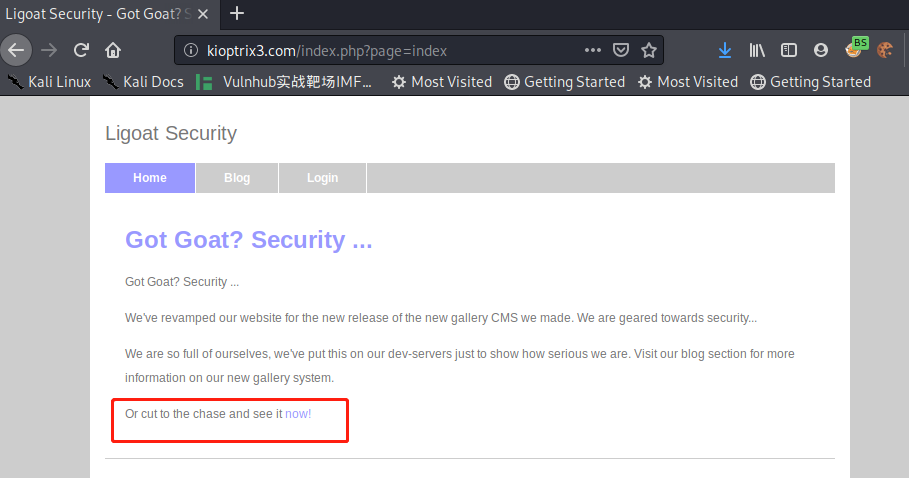 Ligoat Security - Got Goat? S
kioptrix3.com/index.php?page=index
BS
Kali Linux Kali Docs Vulnhub实战靶场IMF... Most Visited Getting Started Most Visited Getting Started
Ligoat Security
Home Blog Login
Got Goat? Security ...
Got Goat? Security ...
We've revamped our website for the new release of the new gallery CMS we made. We are geared towards security...
We are so full of ourselves, we've put this on our dev-servers just to show how serious we are. Visit our blog section for more
information on our new gallery system.
Or cut to the chase and see it now!